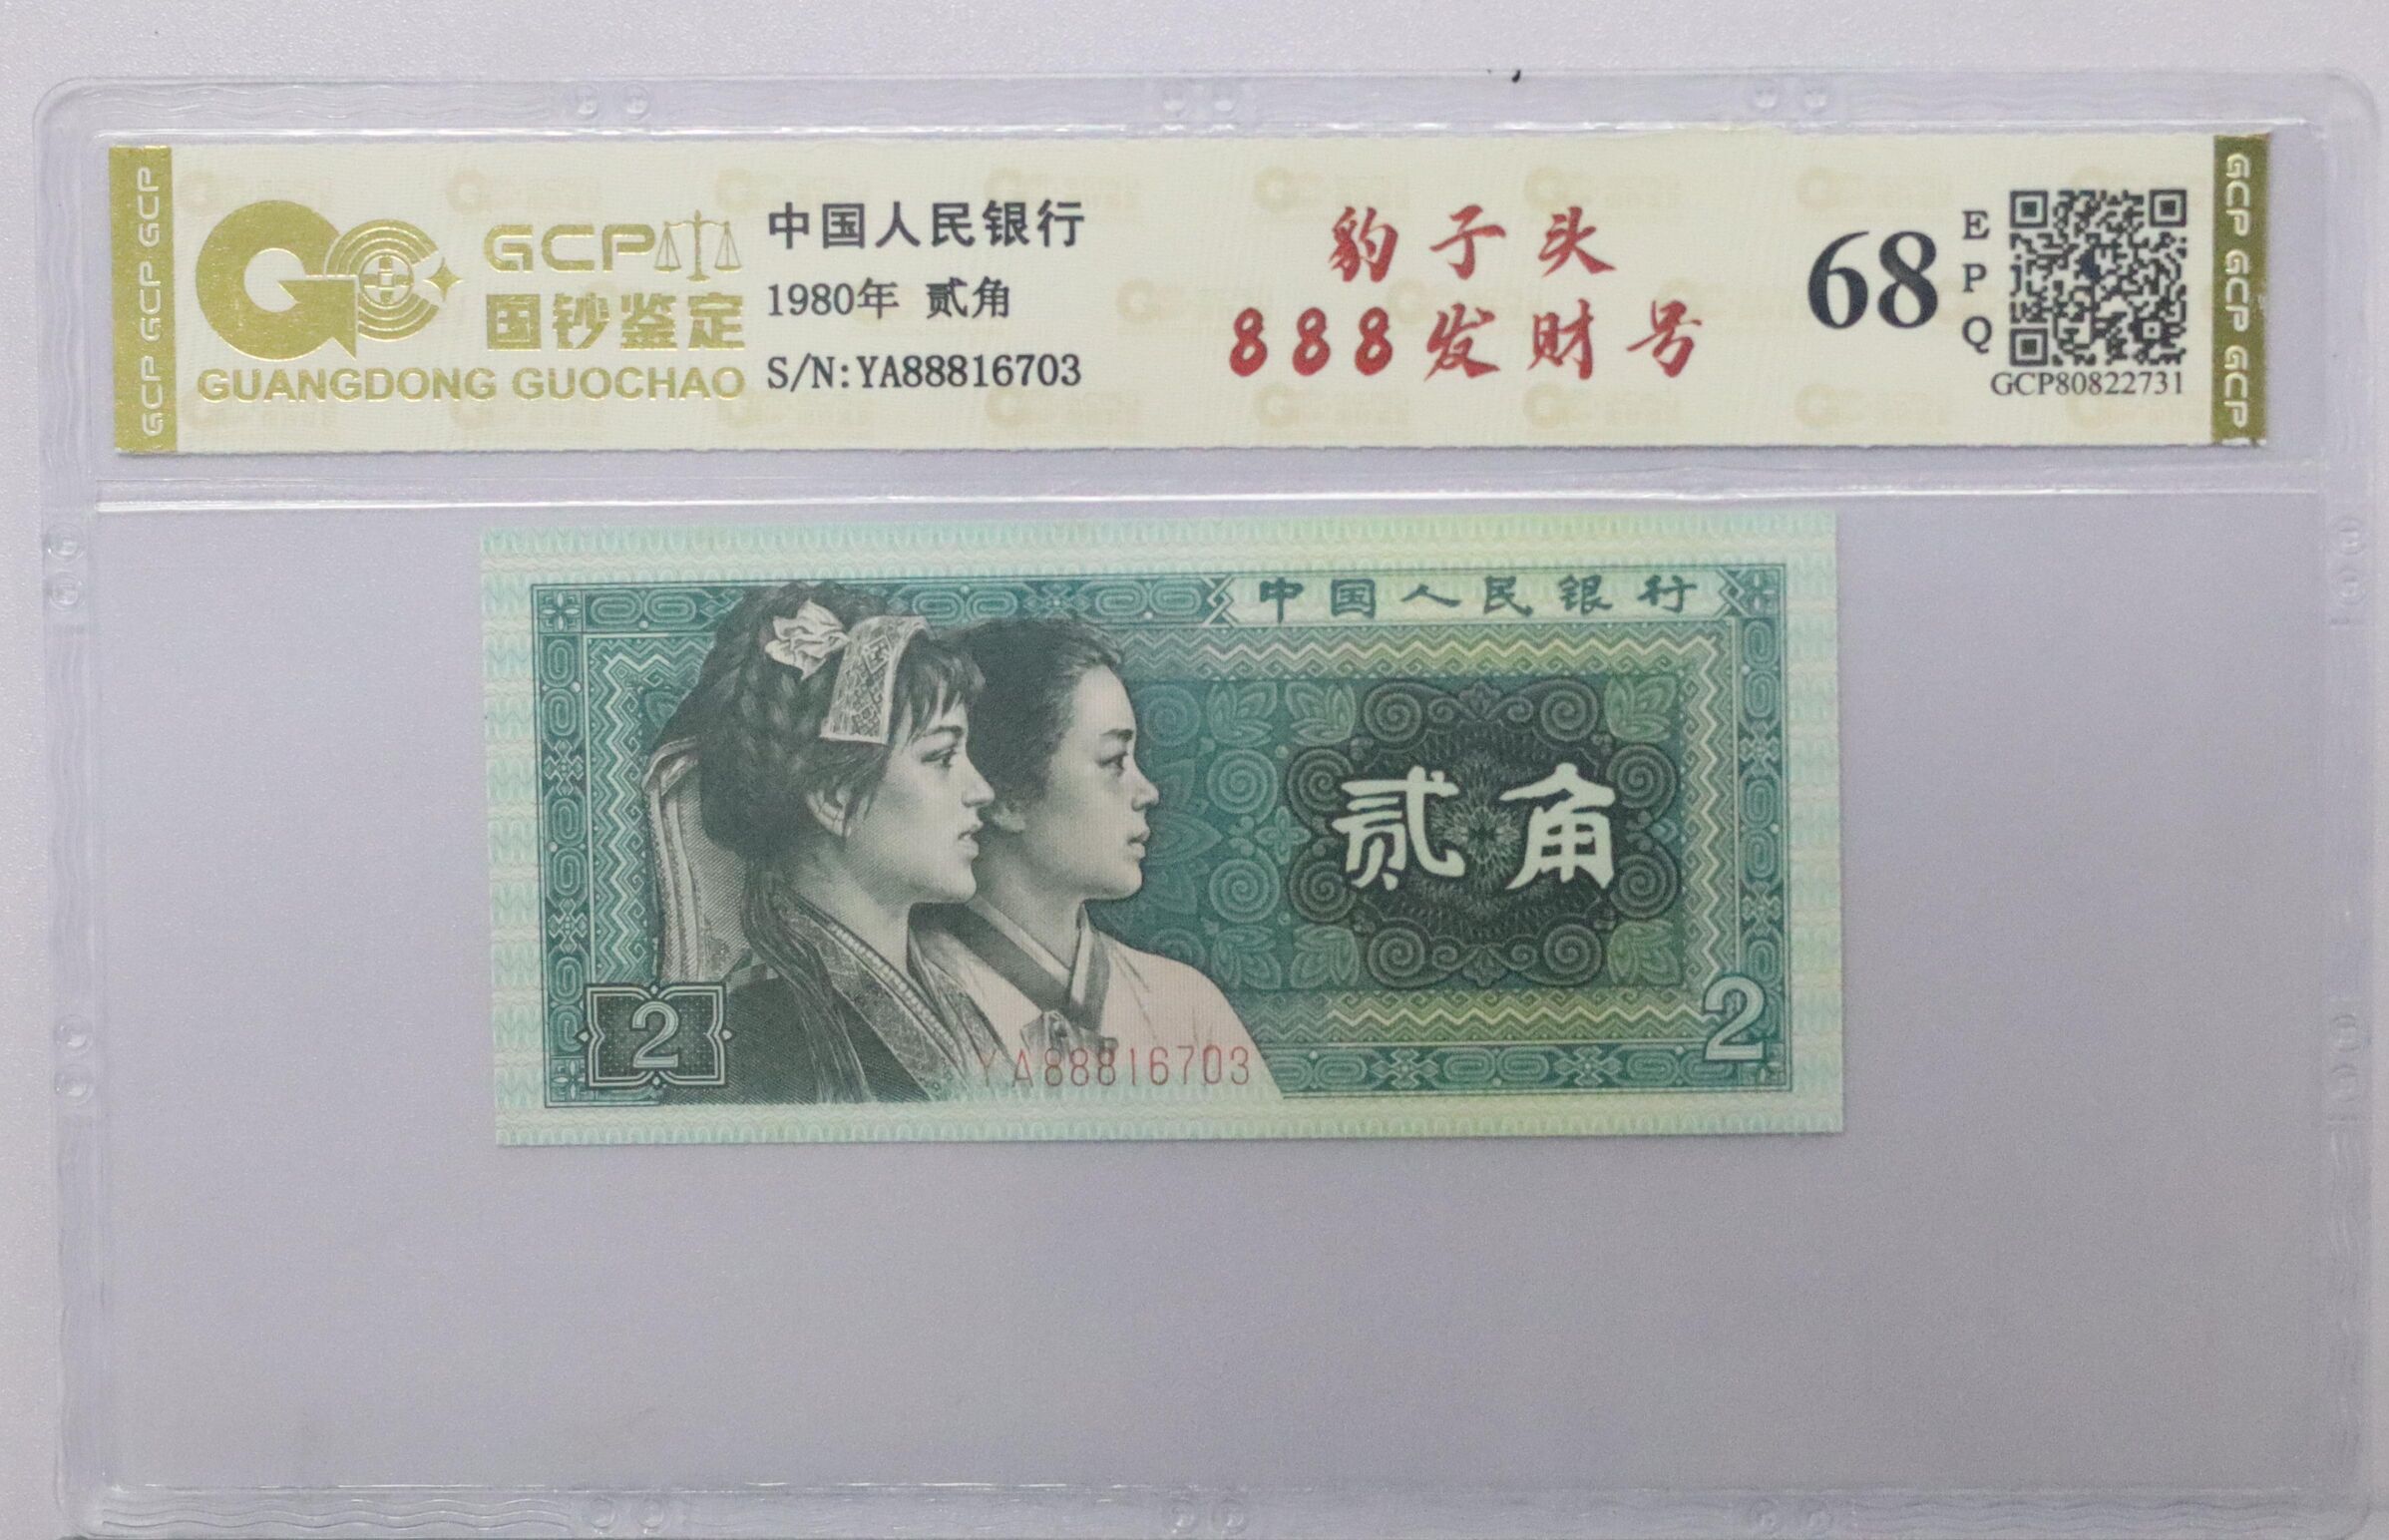 GCP GCP GCP
GCP
国钞鉴定
GUANGDONG GUOCHAO
中国人民银行
1980年 贰角
S/N:YA88816703
豹子头
888发财号
68
EPQ
GCP80822731
GCP GCP GCP GCP
中国人民银行
贰角
2
2
YA88816703